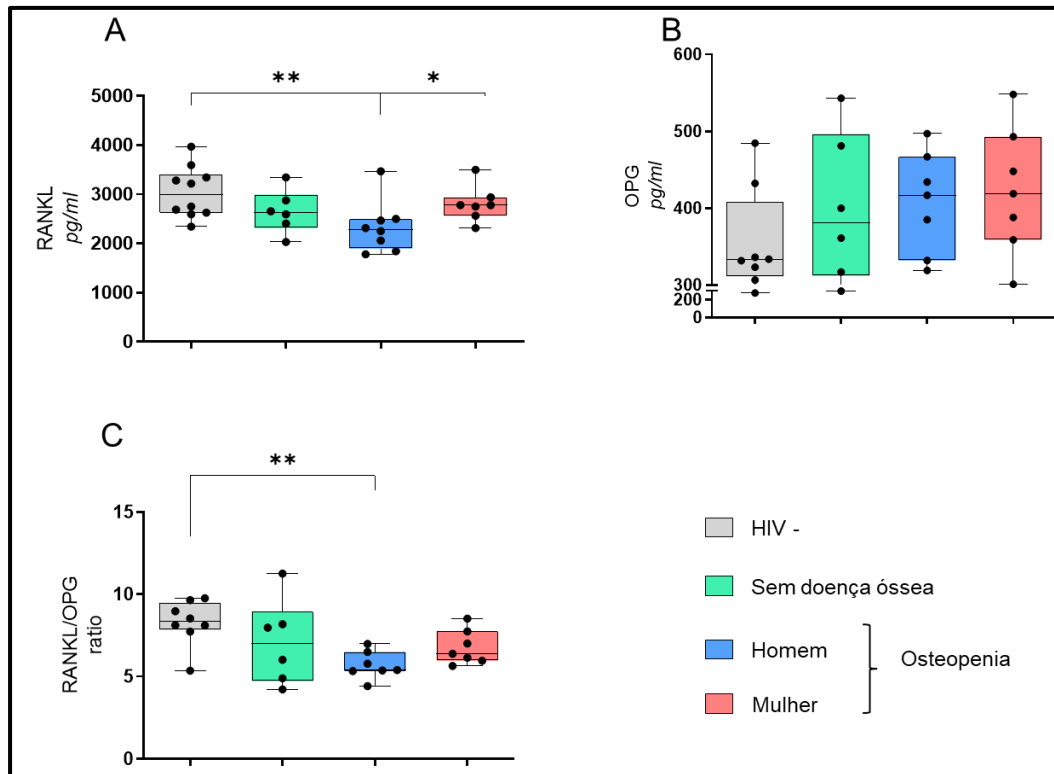 A
**
*
RANKL
pg/ml
5000
4000
3000
2000
1000
0
B
OPG
pg/ml
600
500
400
300
200
0
C
**
RANKL/OPG
ratio
15
10
5
0
HIV -
Sem doença óssea
Homem
Mulher
Osteopenia